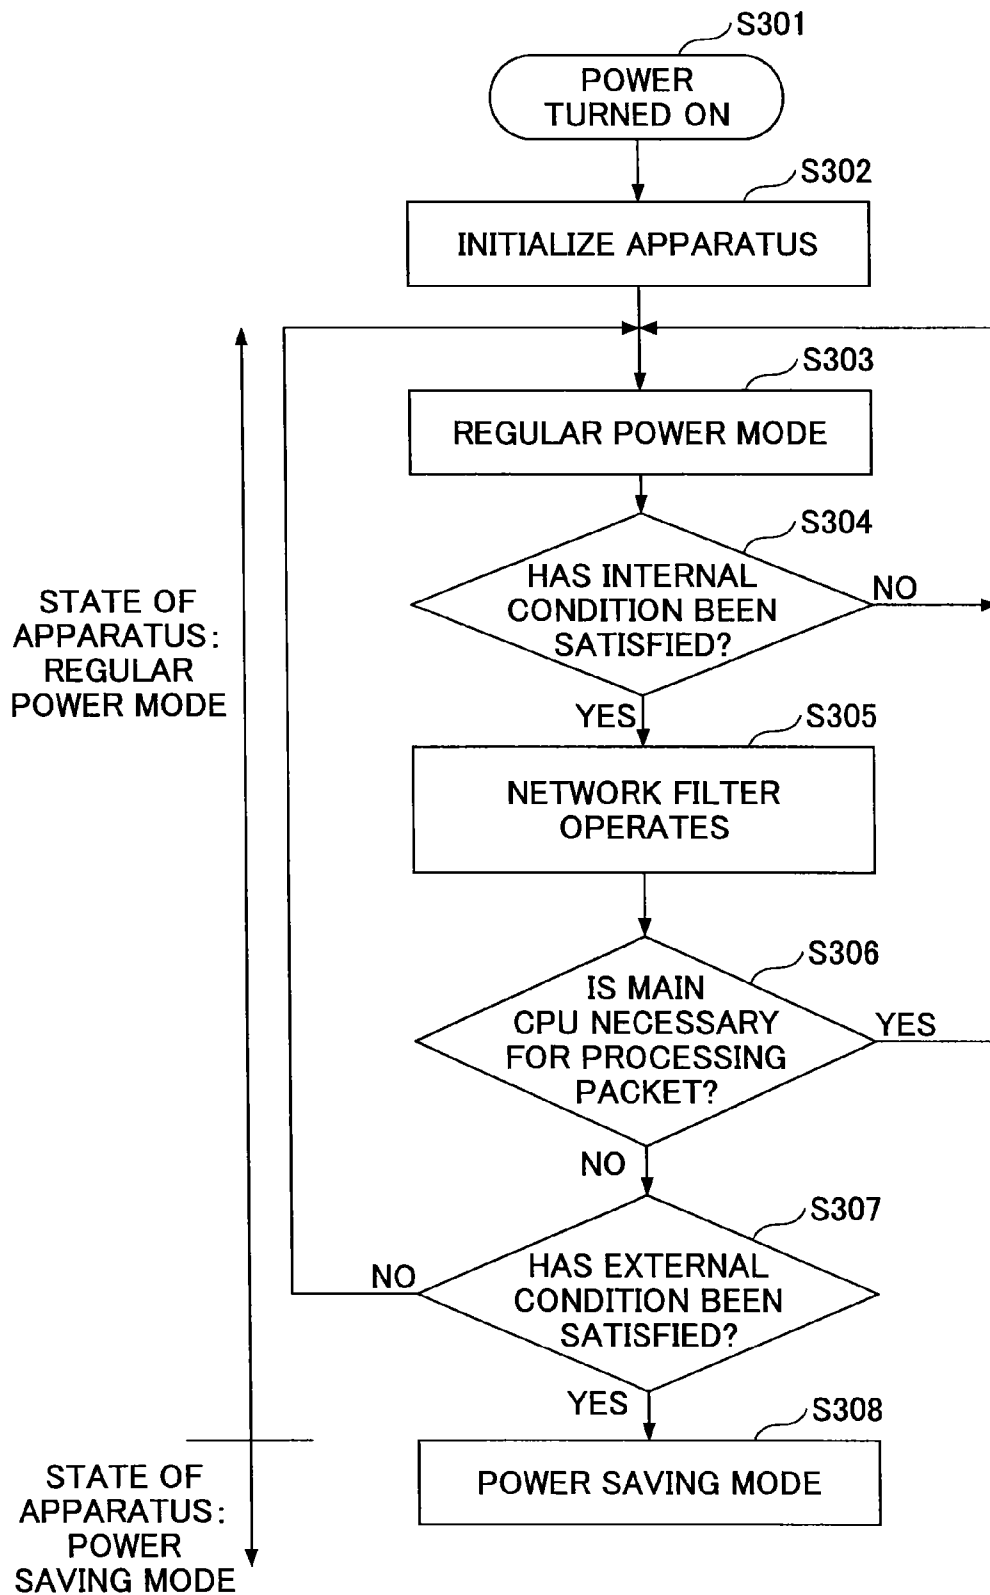 S301
POWER
TURNED ON
S302
INITIALIZE APPARATUS
S303
REGULAR POWER MODE
S304
HAS INTERNAL
CONDITION BEEN
SATISFIED?
NO
STATE OF
APPARATUS:
REGULAR
POWER MODE
YES
S305
NETWORK FILTER
OPERATES
S306
IS MAIN
CPU NECESSARY
FOR PROCESSING
PACKET?
YES
NO
S307
HAS EXTERNAL
CONDITION BEEN
SATISFIED?
NO
YES
S308
POWER SAVING MODE
STATE OF
APPARATUS:
POWER
SAVING MODE